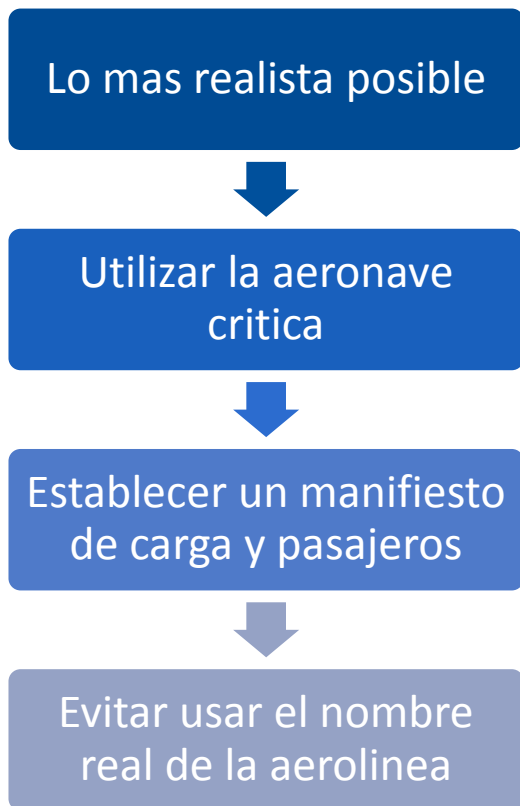 Lo mas realista posible
Utilizar la aeronave
critica
Establecer un manifiesto
de carga y pasajeros
Evitar usar el nombre
real de la aerolinea